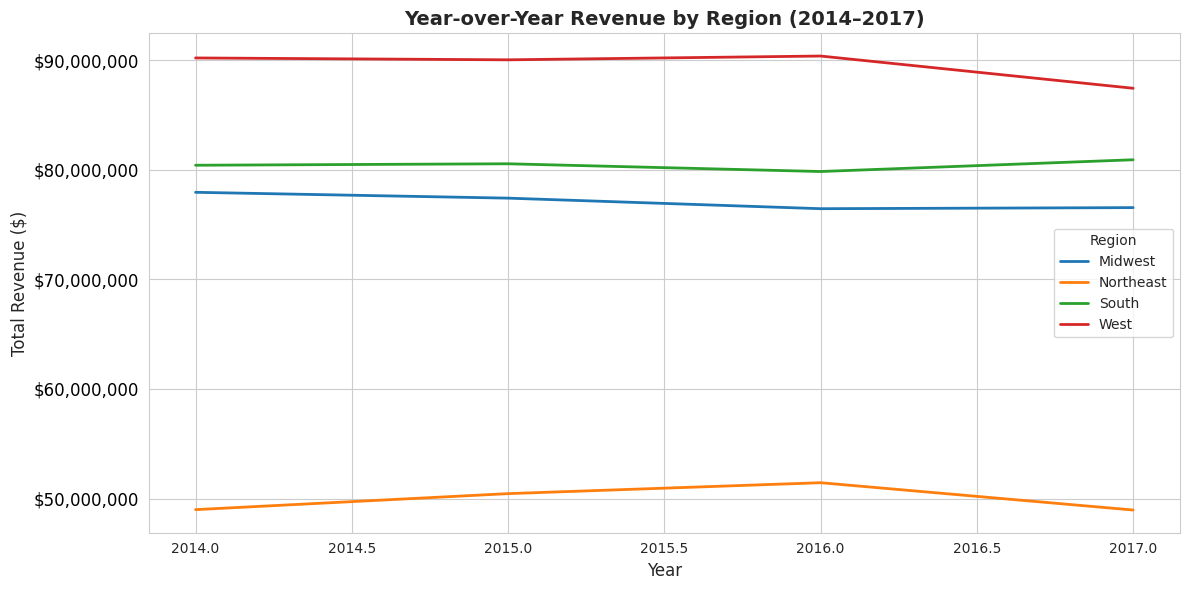 Year-over-Year Revenue by Region (2014–2017)
Total Revenue ($)
$90,000,000
$80,000,000
$70,000,000
$60,000,000
$50,000,000
Region
Midwest
Northeast
South
West
2014.0 2014.5 2015.0 2015.5 2016.0 2016.5 2017.0
Year